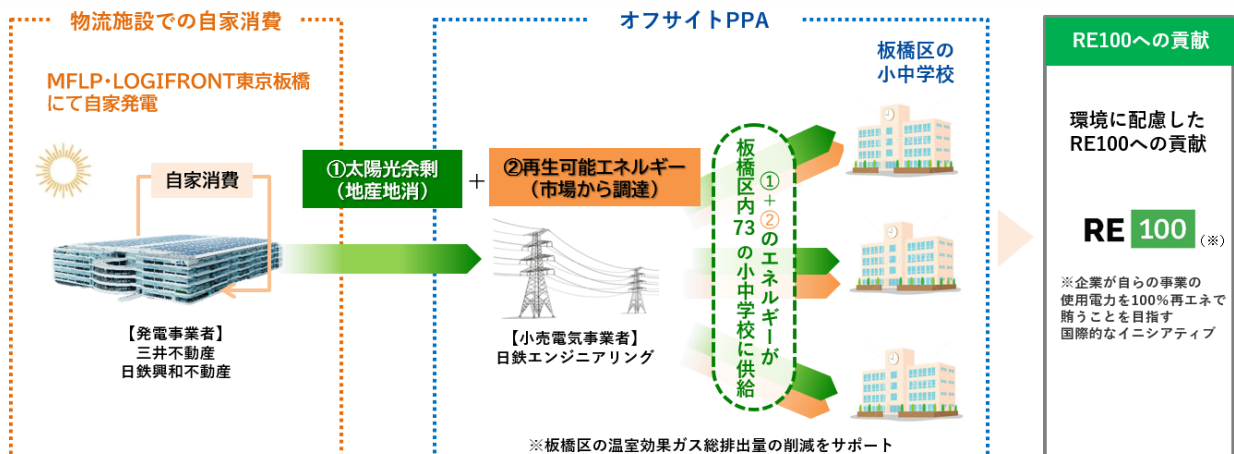 物流施設での自家消費
MFLP・LOGIFRONT東京板橋
にて自家発電
自家消費
【発電事業者】
三井不動産
日鉄興和不動産
オフサイトPPA
①太陽光余剰
（地産地消）
+
②再生可能エネルギー
（市場から調達）
【小売電気事業者】
日鉄エンジニアリング
①+②のエネルギーが
板橋区内73の小中学校に供給
板橋区の
小中学校
※板橋区の温室効果ガス総排出量の削減をサポート
RE100への貢献
環境に配慮した
RE100への貢献
RE 100 (※)
※企業が自らの事業の
使用電力を100%再エネで
賄うことを目指す
国際的なイニシアティブ